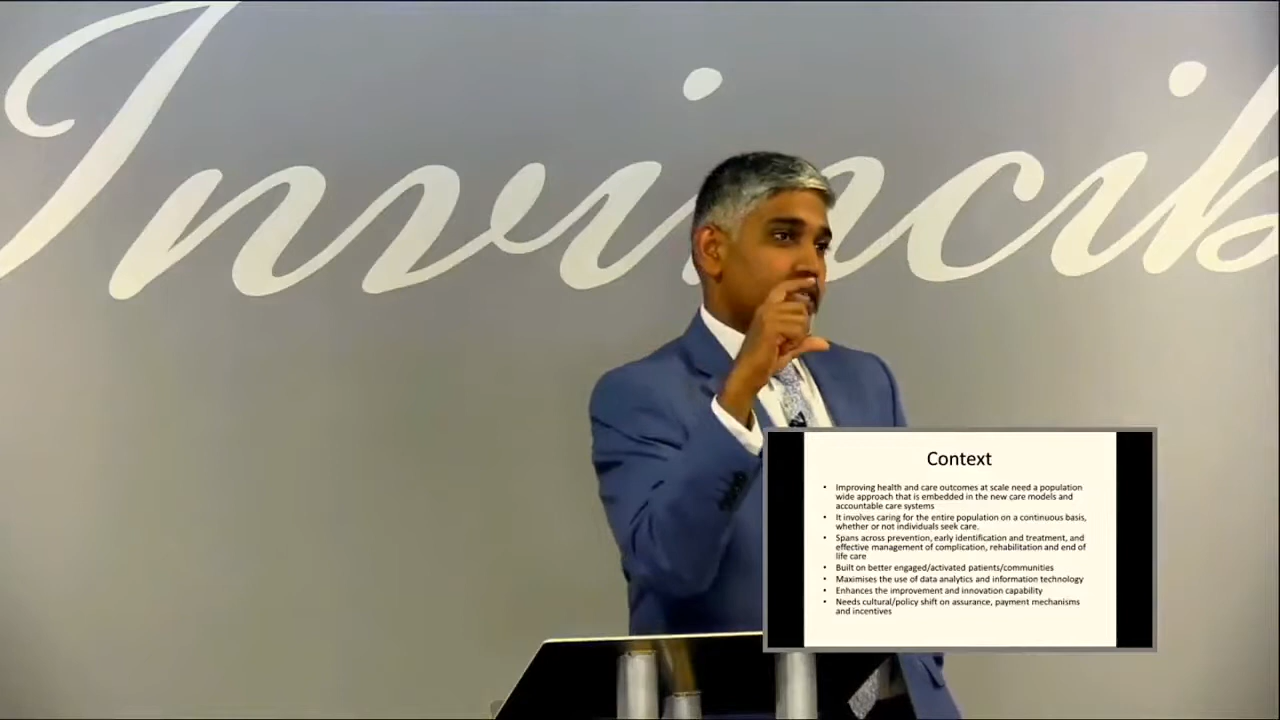 Invincib
Context
• Improving health and care outcomes at scale need a population
wide approach that is embedded in the new care models and
accountable care systems
• It involves caring for the entire population on a continuous basis,
whether or not individuals seek care.
• Spans across prevention, early identification and treatment, and
effective management of complication, rehabilitation and end of
life care
• Built on better engaged/activated patients/communities
• Maximises the use of data analytics and information technology
• Enhances the improvement and innovation capability
• Needs cultural/policy shift on assurance, payment mechanisms
and incentives